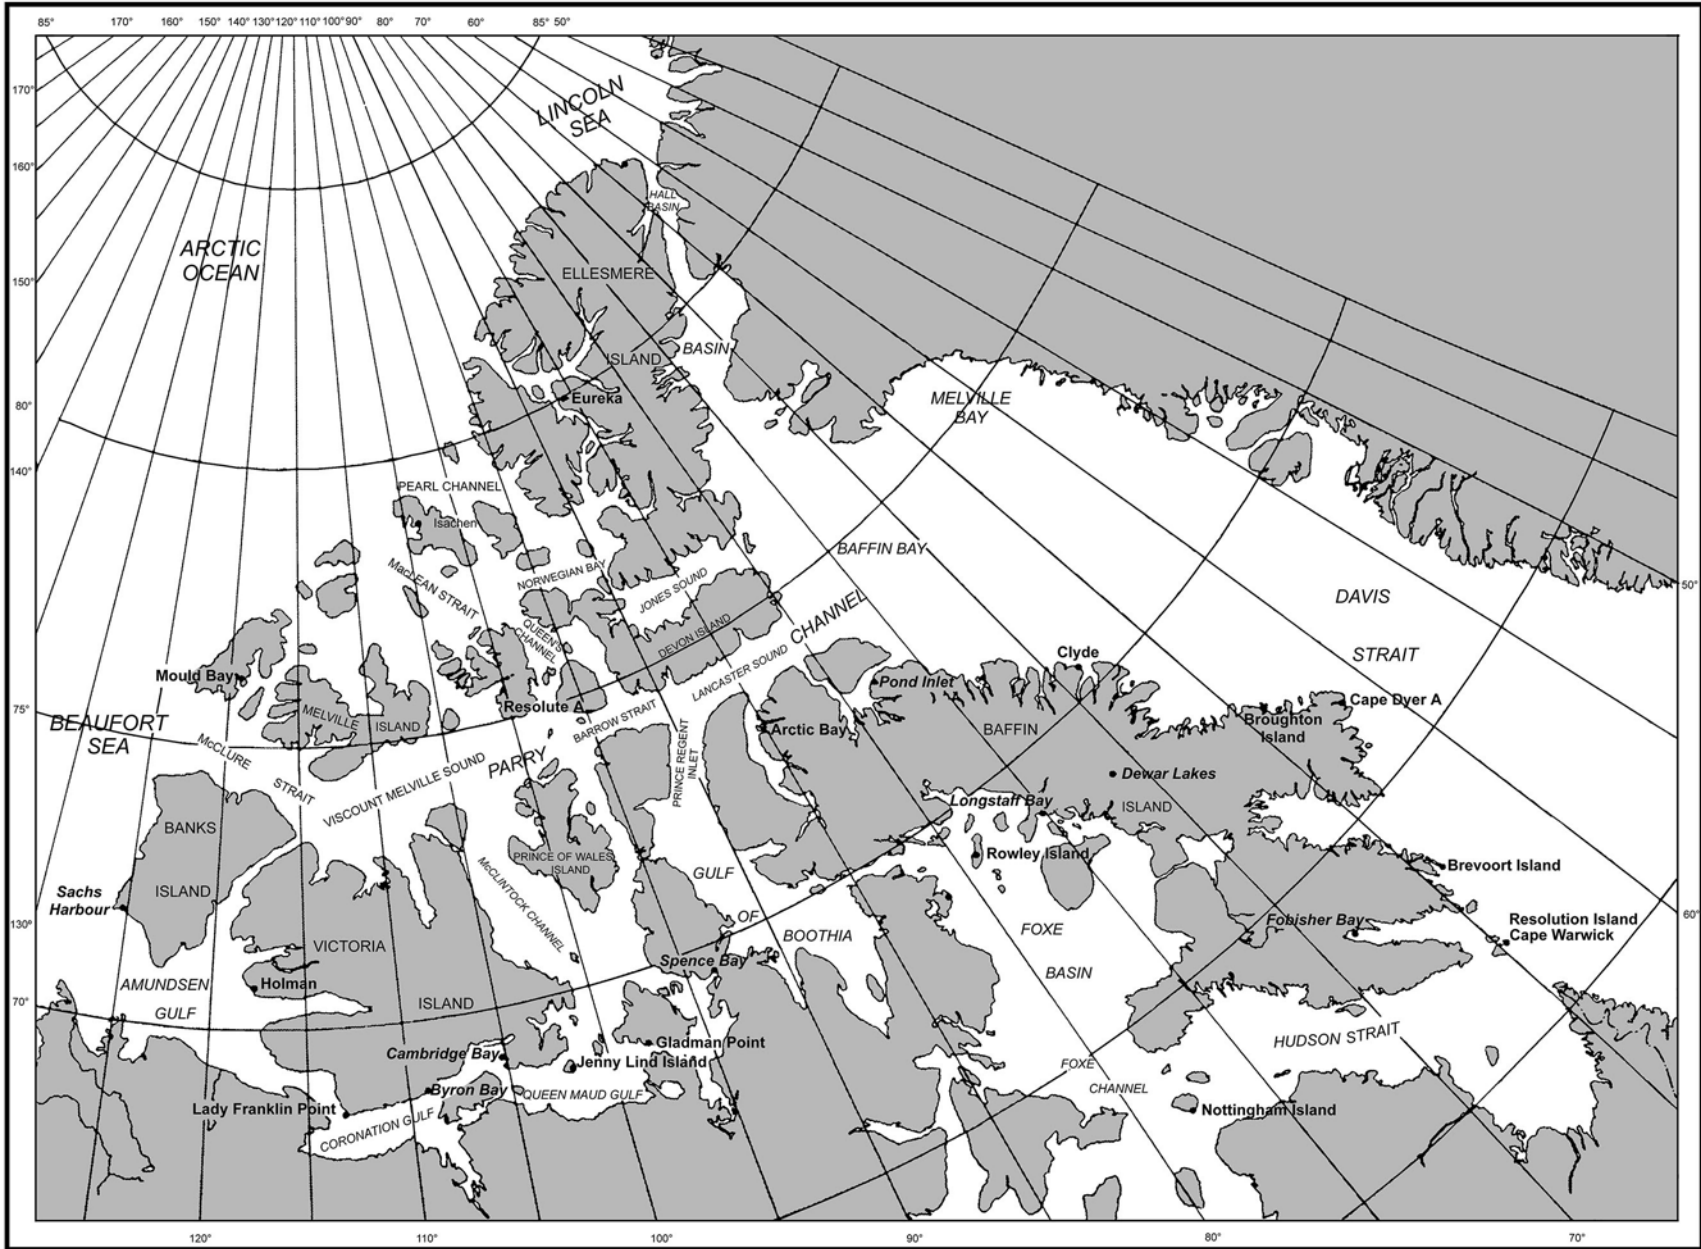 85° 170° 160° 150° 140° 130° 120° 110° 100° 90° 80° 70° 60° 85° 50°
170°
LINCOLN
SEA
160°
HALL
BASIN
ARCTIC
OCEAN
ELLESMERE
150°
BASIN
ISLAND
Eureka
MELVILLE
BAY
80°
140°
PEARL CHANNEL
Isachen
BAFFIN BAY
MacLEAN STRAIT
NORWEGIAN BAY
JONES SOUND
50°
DAVIS
STRAIT
QUEEN'S
CHANNEL
DEVON ISLAND
CHANNEL
LANCASTER SOUND
Clyde
Mould Bay
Pond Inlet
Cape Dyer A
75°
Resolute A
BARROW STRAIT
MELVILLE
ISLAND
BEAUFORT
SEA
Arctic Bay
BAFFIN
Broughton
Island
McCLURE
STRAIT
PARRY
PRINCE REGENT
INLET
VISCOUNT MELVILLE SOUND
Dewar Lakes
Longstaff Bay
ISLAND
BANKS
ISLAND
PRINCE OF WALES
ISLAND
Rowley Island
Brevoort Island
McCLINTOCK CHANNEL
GULF
OF
BOOTHIA
Sachs
Harbour
60°
130°
FOXE
BASIN
Fobisher Bay
Resolution Island
Cape Warwick
VICTORIA
ISLAND
Spence Bay
AMUNDSEN
GULF
Holman
70°
HUDSON STRAIT
Gladman Point
Cambridge Bay
Jenny Lind Island
FOXE
CHANNEL
Byron Bay
QUEEN MAUD GULF
Lady Franklin Point
CORONATION GULF
Nottingham Island
120° 110° 100° 90° 80° 70°